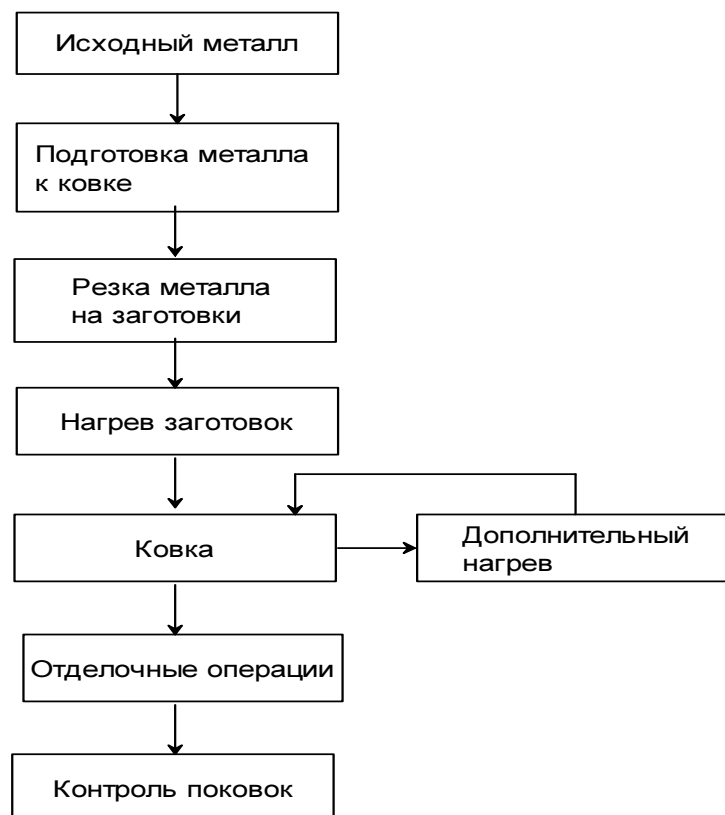 Исходный металл
Подготовка металла
к ковке
Резка металла
на заготовки
Нагрев заготовок
Ковка
Дополнительный
нагрев
Отделочные операции
Контроль поковок